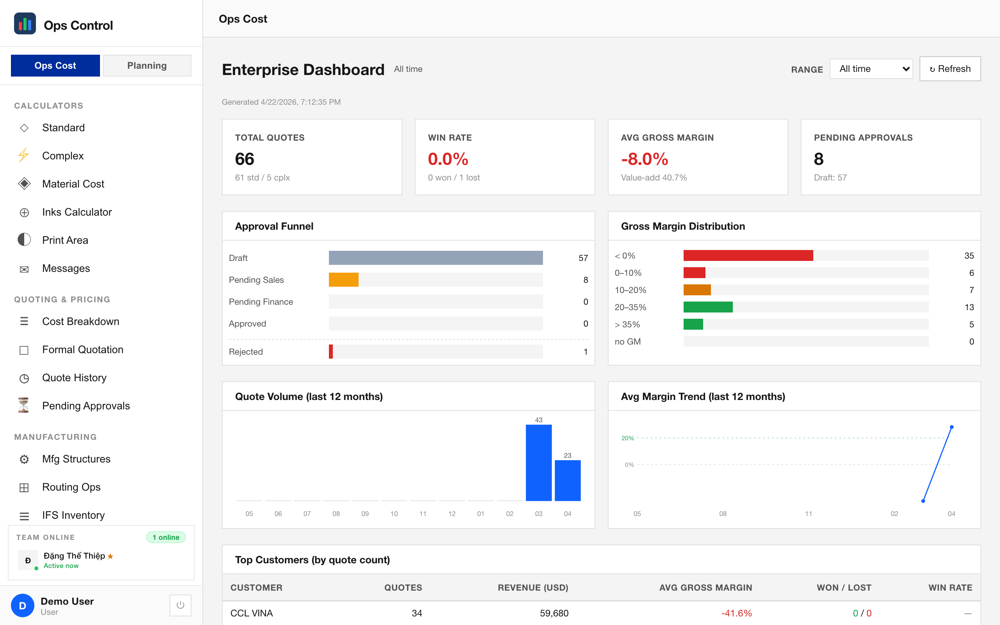 Ops Control
Ops Cost
Planning
CALCULATORS
Standard
Complex
Material Cost
Inks Calculator
Print Area
Messages
QUOTING & PRICING
Cost Breakdown
Formal Quotation
Quote History
Pending Approvals
MANUFACTURING
Mfg Structures
Routing Ops
IFS Inventory
TEAM ONLINE
1 online
Đ
Đặng Thế Thiệp ★
Active now
D
Demo User
User
Ops Cost
Enterprise Dashboard All time
RANGE All time ↻ Refresh
Generated 4/22/2026, 7:12:35 PM
TOTAL QUOTES
66
61 std / 5 cplx
WIN RATE
0.0%
0 won / 1 lost
AVG GROSS MARGIN
-8.0%
Value-add 40.7%
PENDING APPROVALS
8
Draft: 57
Approval Funnel
Draft 57
Pending Sales 8
Pending Finance 0
Approved 0
Rejected 1
Gross Margin Distribution
< 0% 35
0–10% 6
10–20% 7
20–35% 13
> 35% 5
no GM 0
Quote Volume (last 12 months)
43
23
05 06 07 08 09 10 11 12 01 02 03 04
Avg Margin Trend (last 12 months)
20%
0%
05 08 11 02 04
Top Customers (by quote count)
CUSTOMER QUOTES REVENUE (USD) AVG GROSS MARGIN WON / LOST WIN RATE
CCL VINA 34 59,680 -41.6% 0 / 0 —